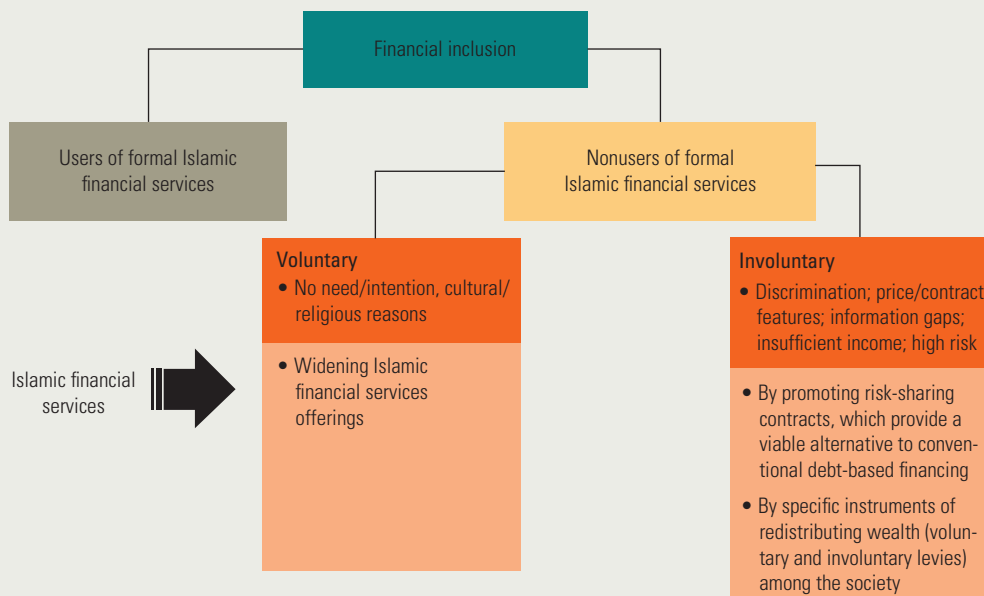 Financial inclusion
Users of formal Islamic
financial services
Nonusers of formal
Islamic financial services
Voluntary
• No need/intention, cultural/
religious reasons
Involuntary
• Discrimination; price/contract
features; information gaps;
insufficient income; high risk
Islamic financial
services
• Widening Islamic
financial services
offerings
• By promoting risk-sharing
contracts, which provide a
viable alternative to conven-
tional debt-based financing
• By specific instruments of
redistributing wealth (volun-
tary and involuntary levies)
among the society